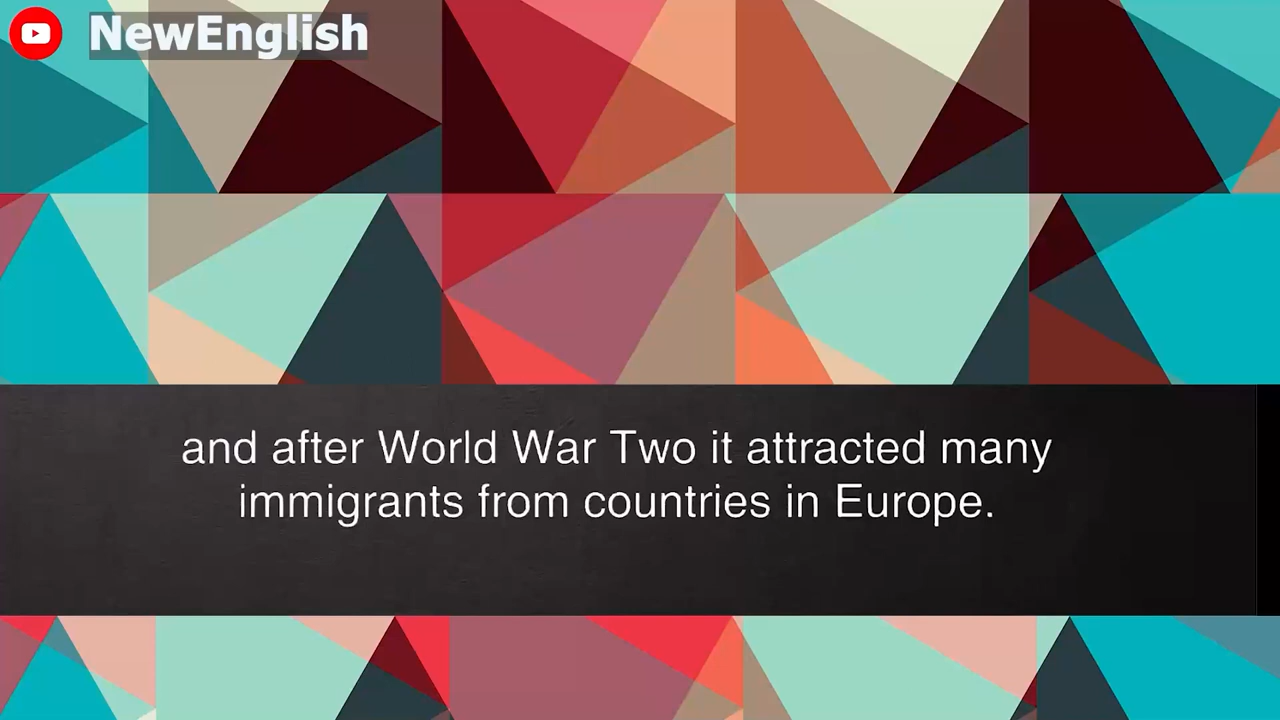 NewEnglish
and after World War Two it attracted many
immigrants from countries in Europe.